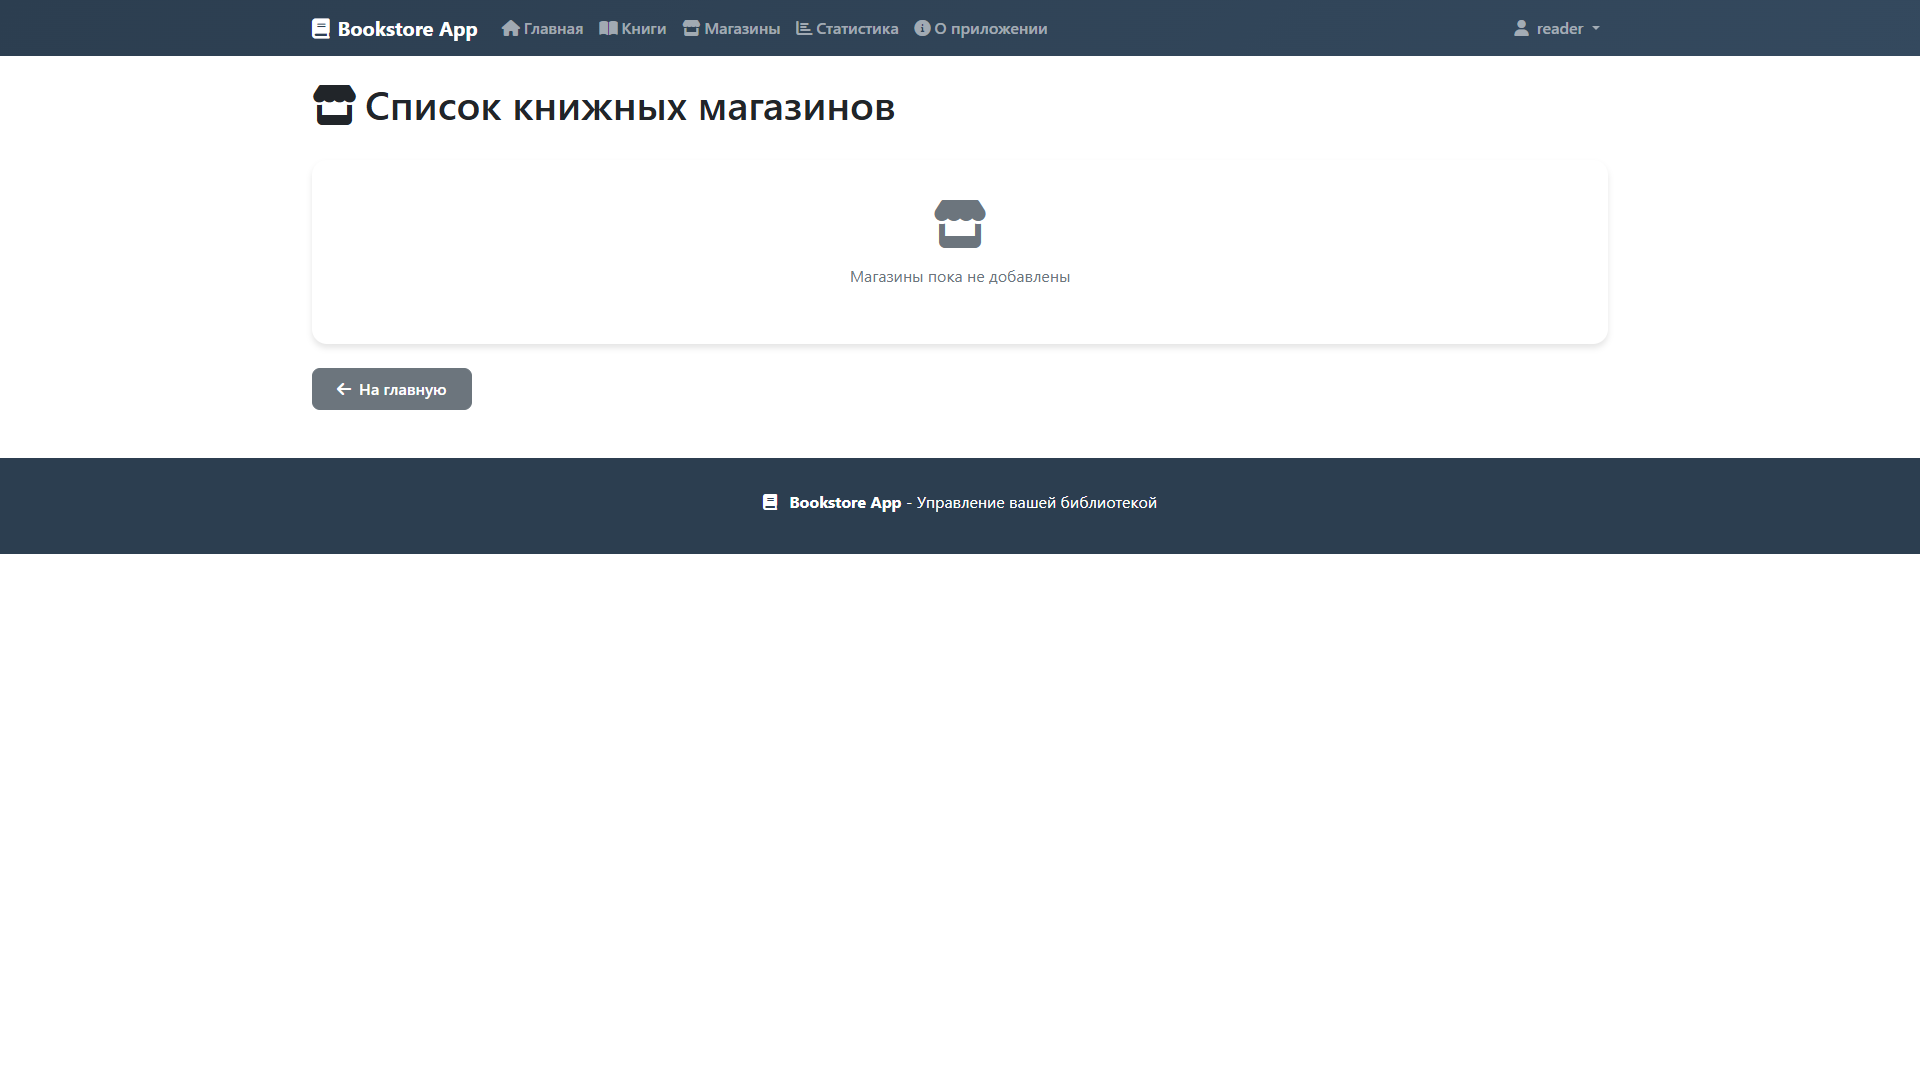 Bookstore App Главная Книги Магазины Статистика О приложении reader
Список книжных магазинов
Магазины пока не добавлены
На главную
Bookstore App - Управление вашей библиотекой